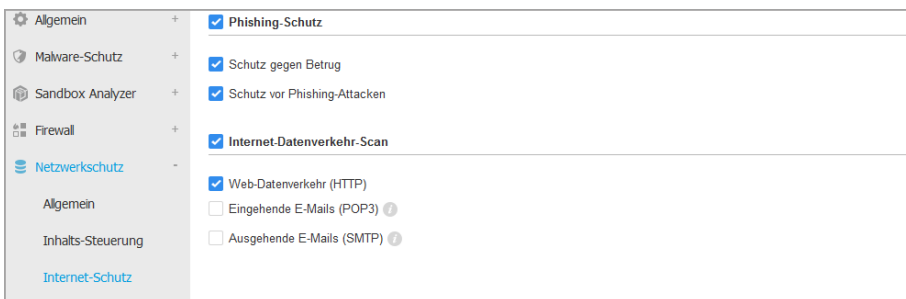 Allgemein +
Malware-Schutz +
Sandbox Analyzer +
Firewall +
Netzwerkschutz -
Allgemein
Inhalts-Steuerung
Internet-Schutz
Phishing-Schutz
Schutz gegen Betrug
Schutz vor Phishing-Attacken
Internet-Datenverkehr-Scan
Web-Datenverkehr (HTTP)
Eingehende E-Mails (POP3) i
Ausgehende E-Mails (SMTP) i